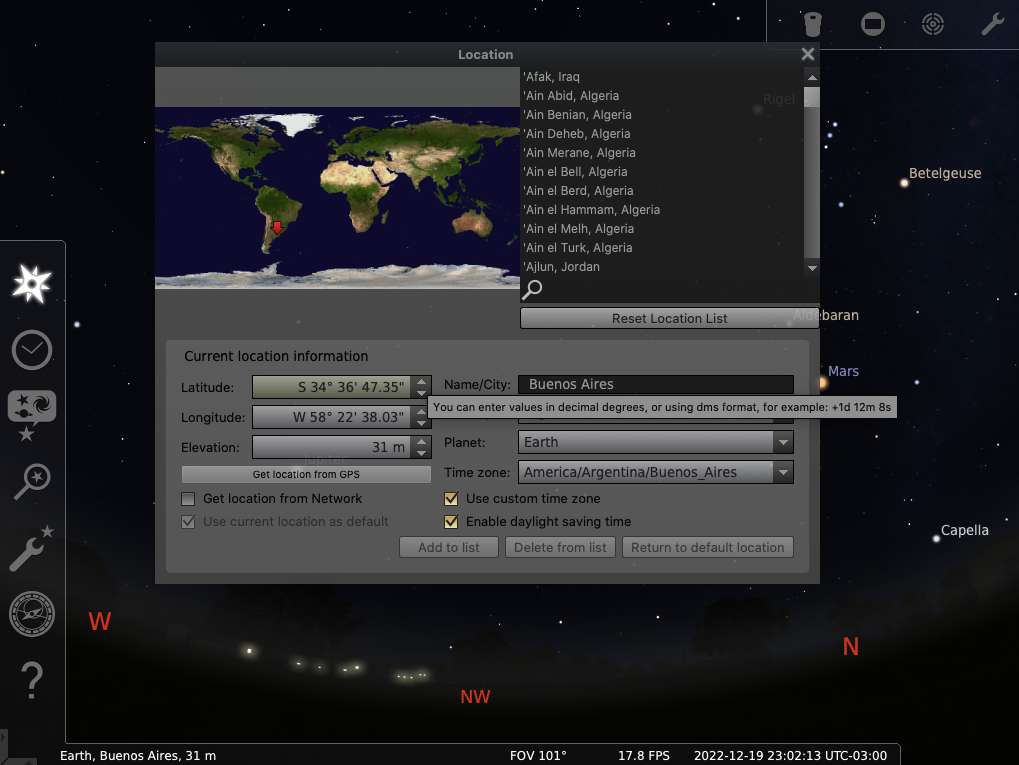 Location
'Afak, Iraq
'Ain Abid, Algeria
'Ain Benian, Algeria
'Ain Deheb, Algeria
'Ain Merane, Algeria
'Ain el Bell, Algeria
'Ain el Berd, Algeria
'Ain el Hammam, Algeria
'Ain el Melh, Algeria
'Ain el Turk, Algeria
'Ajlun, Jordan
Reset Location List
Rigel
Betelgeuse
Aldebaran
Mars
Capella
Current location information
Latitude: S 34° 36' 47.35"
Name/City: Buenos Aires
You can enter values in decimal degrees, or using dms format, for example: +1d 12m 8s
Longitude: W 58° 22' 38.03"
Elevation: 31 m
Planet: Earth
Jupiter
Get location from GPS
Time zone: America/Argentina/Buenos_Aires
Get location from Network
Use custom time zone
Use current location as default
Enable daylight saving time
Add to list
Delete from list
Return to default location
W
N
NW
Earth, Buenos Aires, 31 m
FOV 101°
17.8 FPS
2022-12-19 23:02:13 UTC-03:00